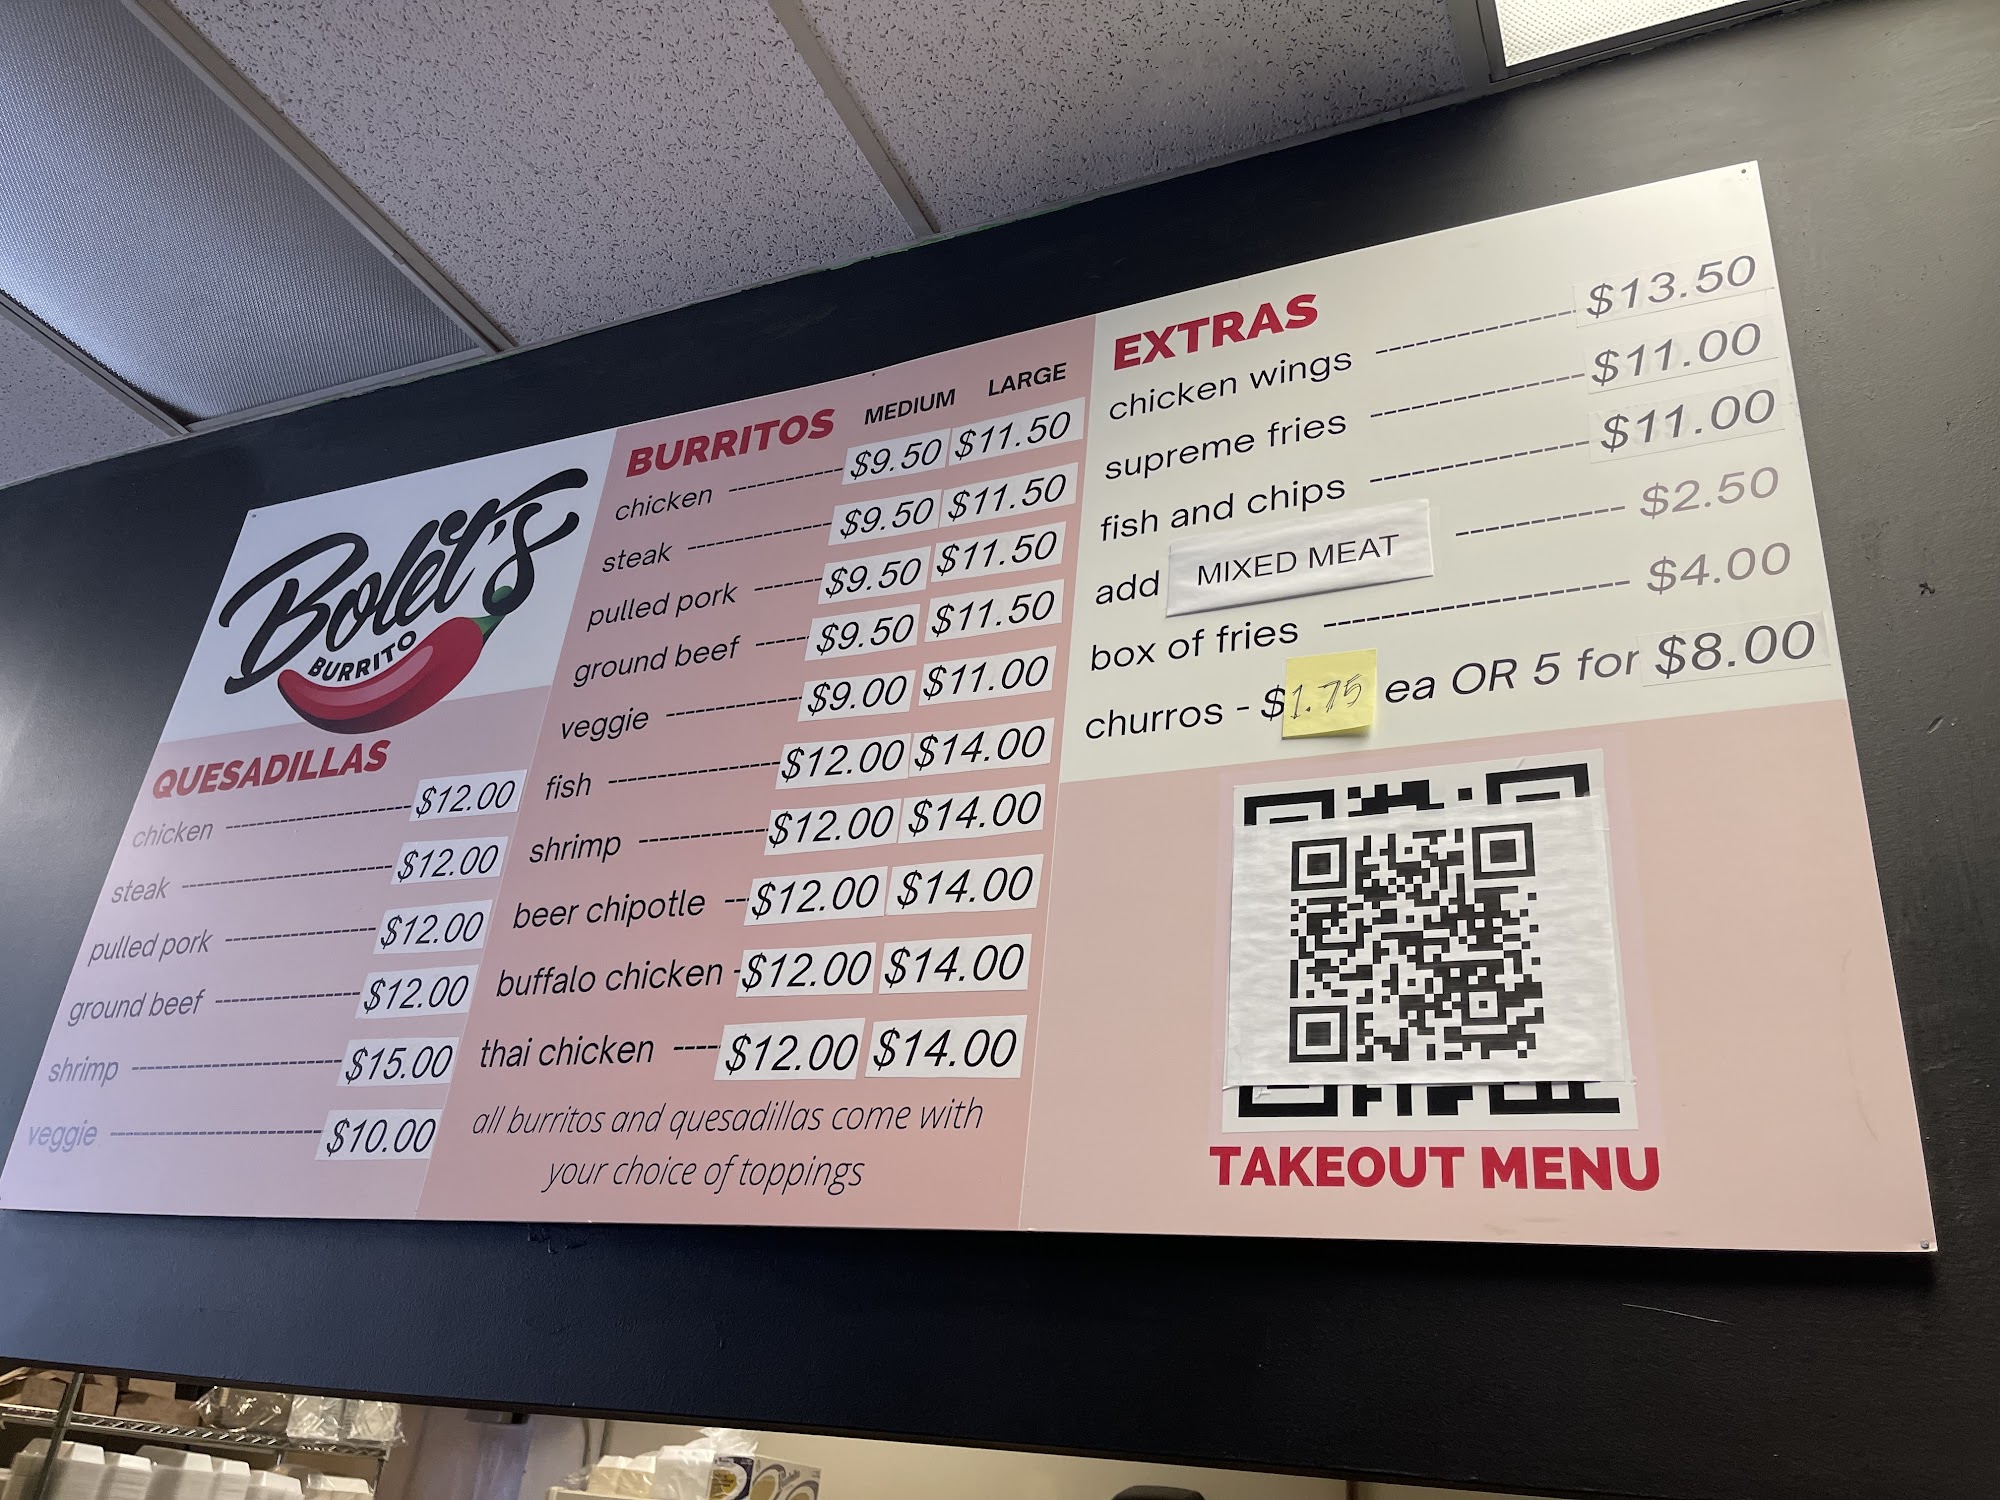 Bolét's
BURRITO
QUESADILLAS
chicken ---------- $12.00
steak ---------- $12.00
pulled pork ---------- $12.00
ground beef ---------- $12.00
shrimp ---------- $15.00
veggie ---------- $10.00
BURRITOS MEDIUM LARGE
chicken ---------- $9.50 $11.50
steak ---------- $9.50 $11.50
pulled pork ------ $9.50 $11.50
ground beef ----- $9.50 $11.50
veggie ---------- $9.00 $11.00
fish ---------- $12.00 $14.00
shrimp ---------- $12.00 $14.00
beer chipotle -- $12.00 $14.00
buffalo chicken - $12.00 $14.00
thai chicken ---- $12.00 $14.00
all burritos and quesadillas come with
your choice of toppings
EXTRAS
chicken wings ---------- $13.50
supreme fries ---------- $11.00
fish and chips ---------- $11.00
add MIXED MEAT ---------- $2.50
box of fries ---------- $4.00
churros - $1.75 ea OR 5 for $8.00
TAKEOUT MENU